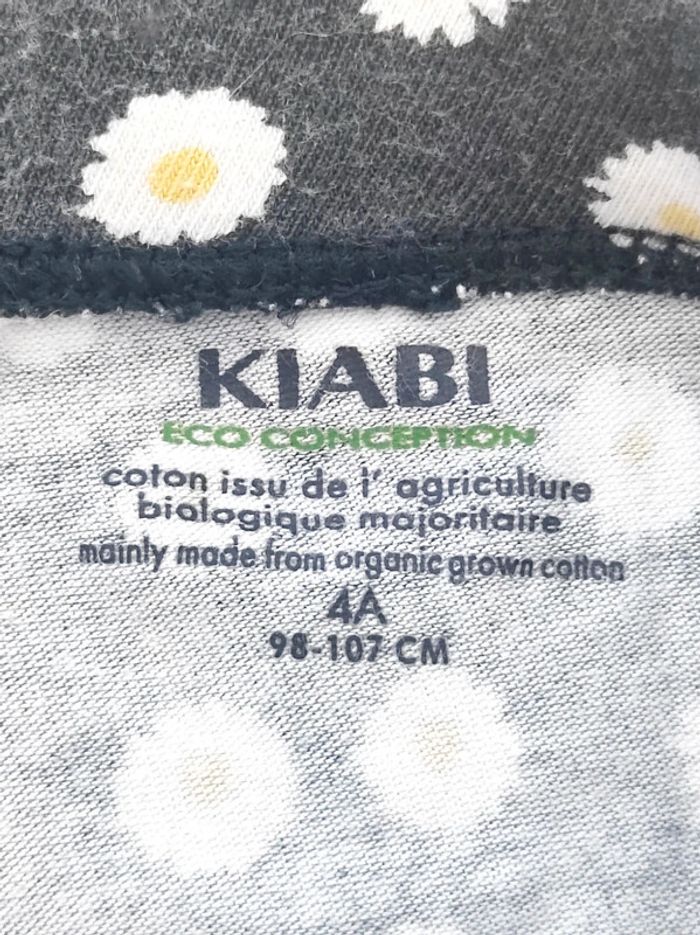 KIABI
ECO CONCEPTION
coton issu de l' agriculture
biologique majoritaire
mainly made from organic grown cotton
4A
98-107 CM